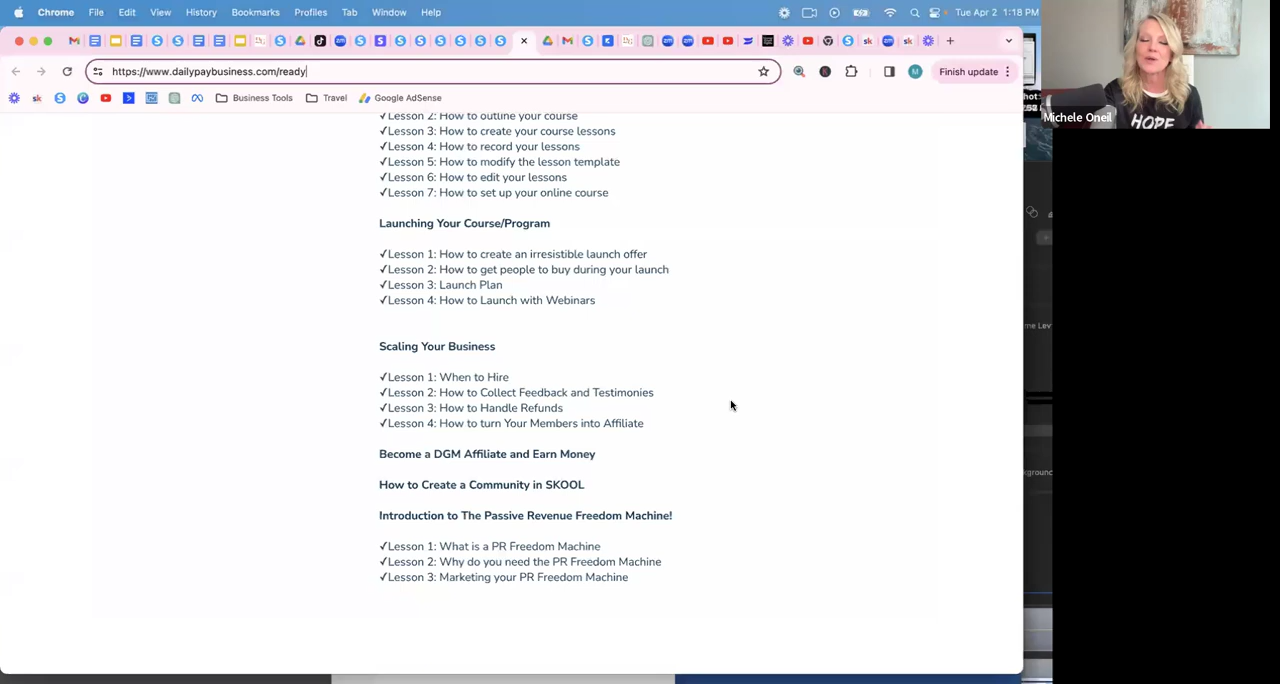 Chrome File Edit View History Bookmarks Profiles Tab Window Help
Tue Apr 2 1:18 PM
https://www.dailypaybusiness.com/ready
Finish update
Business Tools Travel Google AdSense
Michele Oneil
HOPE
✓Lesson 2: How to outline your course
✓Lesson 3: How to create your course lessons
✓Lesson 4: How to record your lessons
✓Lesson 5: How to modify the lesson template
✓Lesson 6: How to edit your lessons
✓Lesson 7: How to set up your online course
Launching Your Course/Program
✓Lesson 1: How to create an irresistible launch offer
✓Lesson 2: How to get people to buy during your launch
✓Lesson 3: Launch Plan
✓Lesson 4: How to Launch with Webinars
Scaling Your Business
✓Lesson 1: When to Hire
✓Lesson 2: How to Collect Feedback and Testimonies
✓Lesson 3: How to Handle Refunds
✓Lesson 4: How to turn Your Members into Affiliate
Become a DGM Affiliate and Earn Money
How to Create a Community in SKOOL
Introduction to The Passive Revenue Freedom Machine!
✓Lesson 1: What is a PR Freedom Machine
✓Lesson 2: Why do you need the PR Freedom Machine
✓Lesson 3: Marketing your PR Freedom Machine